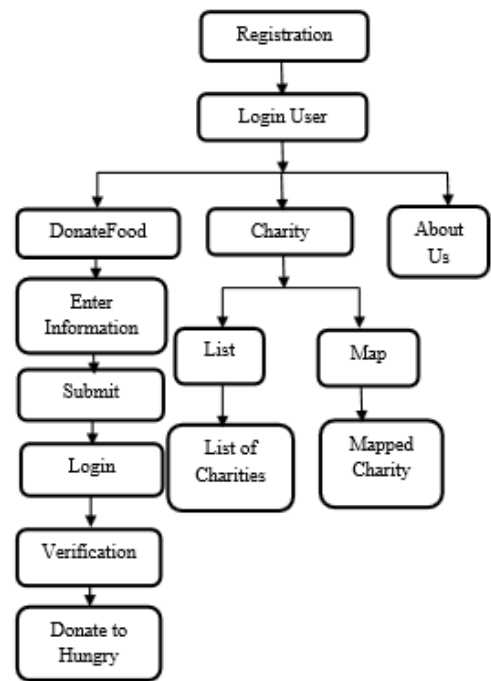 Registration
Login User
DonateFood
Charity
About
Us
Enter
Information
List
Map
Submit
Login
List of
Charities
Mapped
Charity
Verification
Donate to
Hungry